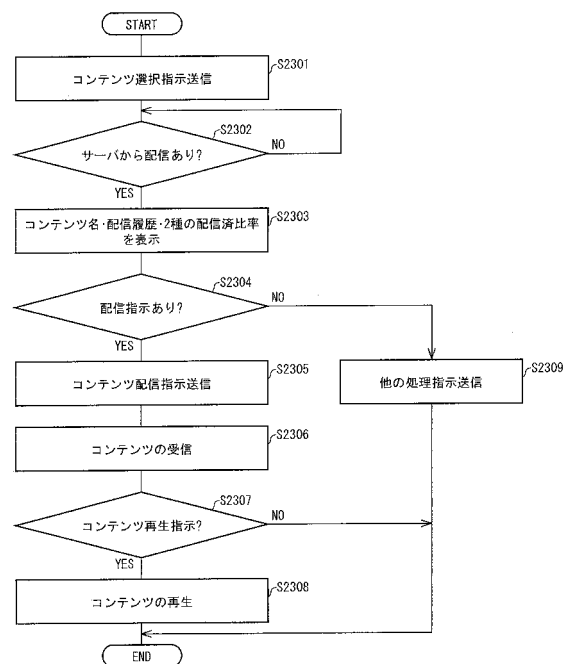 START
コンテンツ選択指示送信
S2301
サーバから配信あり?
S2302
NO
YES
コンテンツ名・配信履歴・2種の配信済比率
を表示
S2303
配信指示あり?
S2304
NO
YES
コンテンツ配信指示送信
S2305
他の処理指示送信
S2309
コンテンツの受信
S2306
コンテンツ再生指示?
S2307
NO
YES
コンテンツの再生
S2308
END